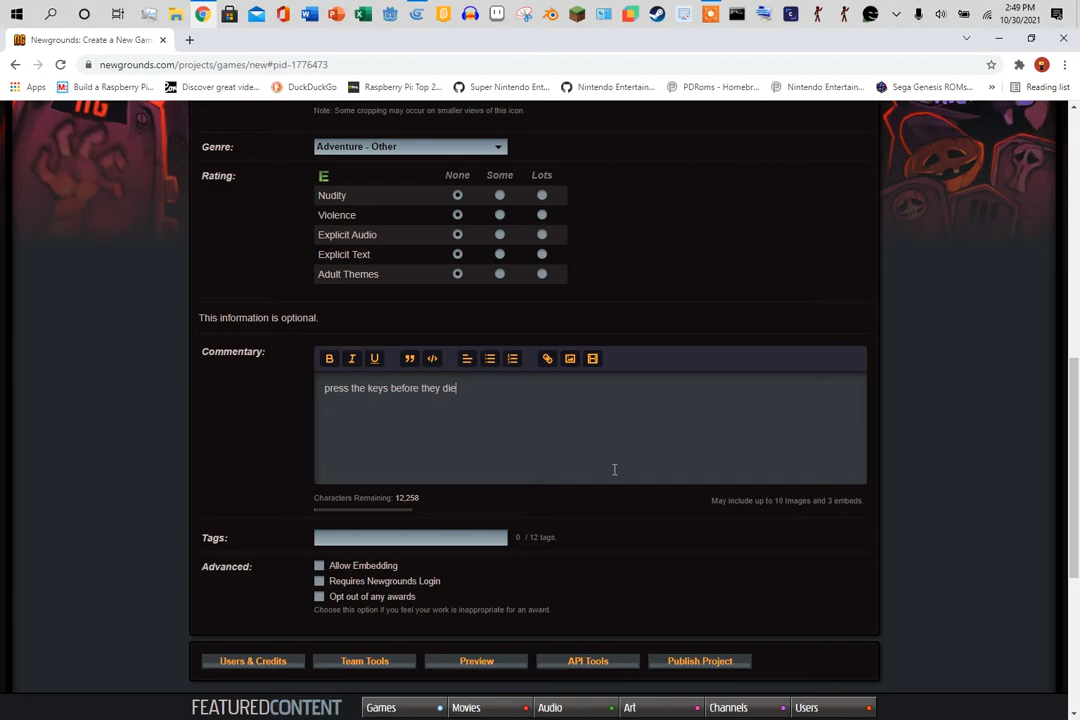 2:49 PM
10/30/2021
Newgrounds: Create a New Gam
newgrounds.com/projects/games/new#pid-1776473
Apps
Build a Raspberry Pi...
Discover great vide...
DuckDuckGo
Raspberry Pi: Top 2...
Super Nintendo Ent...
Nintendo Entertain...
PDRoms - Homebr...
Nintendo Entertain...
Sega Genesis ROMs...
»
Reading list
Note: Some cropping may occur on smaller views of this icon.
Genre:
Adventure - Other
Rating:
E
None
Some
Lots
Nudity
Violence
Explicit Audio
Explicit Text
Adult Themes
This information is optional.
Commentary:
B I U
press the keys before they die
Characters Remaining: 12,258
May include up to 10 Images and 3 embeds.
Tags:
0 / 12 tags.
Advanced:
Allow Embedding
Requires Newgrounds Login
Opt out of any awards
Choose this option if you feel your work is inappropriate for an award.
Users & Credits
Team Tools
Preview
API Tools
Publish Project
FEATUREDCONTENT
Games
Movies
Audio
Art
Channels
Users